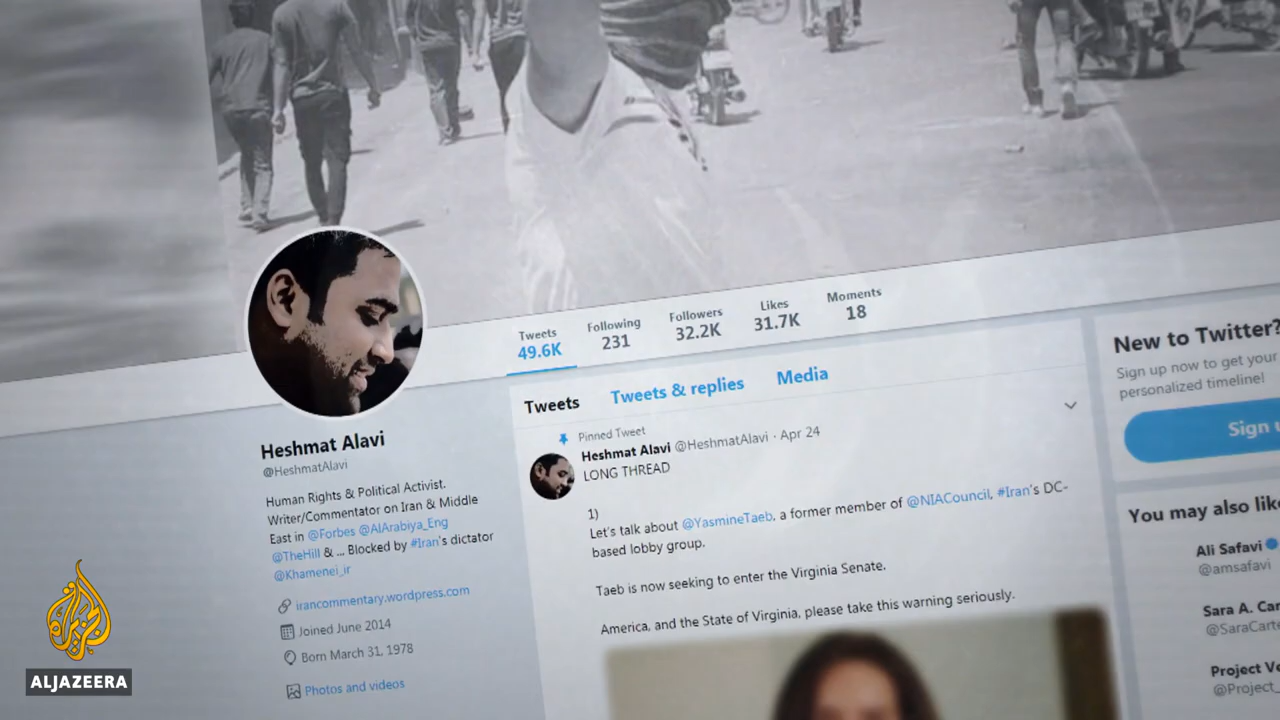 Tweets
49.6K
Following
231
Followers
32.2K
Likes
31.7K
Moments
18
Heshmat Alavi
@HeshmatAlavi
Human Rights & Political Activist.
Writer/Commentator on Iran & Middle
East in @Forbes @AlArabiya_Eng
@TheHill & ... Blocked by #Iran's dictator
@Khamenei_ir
irancommentary.wordpress.com
Joined June 2014
Born March 31, 1978
Photos and videos
Tweets Tweets & replies Media
Pinned Tweet
Heshmat Alavi @HeshmatAlavi · Apr 24
LONG THREAD
1)
Let's talk about @YasmineTaeb, a former member of @NIACouncil, #Iran's DC-
based lobby group.
Taeb is now seeking to enter the Virginia Senate.
America, and the State of Virginia, please take this warning seriously.
New to Twitter?
Sign up now to get your
personalized timeline!
Sign
You may also like
Ali Safavi
@amsafavi
Sara A.
Project
الجزيرة
ALJAZEERA